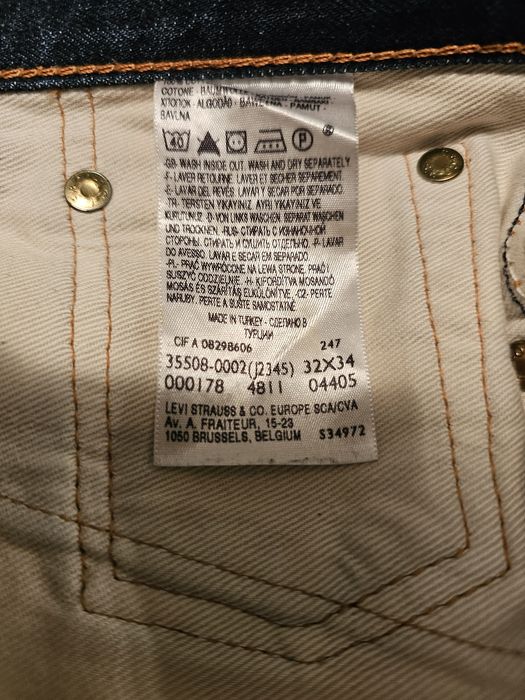 COTONE - BAUMWOLLE
ХЛОПОК - ALGODÃO - BAWEŁNA - PAMUT -
BAVLNA
40 P ®
-GB- WASH INSIDE OUT. WASH AND DRY SEPARATELY
-F- LAVER RETOURNE. LAVER ET SECHER SEPAREMENT
-E- LAVAR DEL REVÉS. LAVAR Y SECAR POR SEPARADO
-TR- TERSTEN YIKAYINIZ. AYRI YIKAYINIZ VE
KURUTUNUZ -D- VON LINKS WASCHEN. SEPARAT WASCHEN
UND TROCKNEN. -RUS- СТИРАТЬ С ИЗНАНОЧНОЙ
СТОРОНЫ. СТИРАТЬ И СУШИТЬ ОТДЕЛЬНО. -P- LAVAR
DO AVESSO. LAVAR E SECAR EM SEPARADO
-PL- PRAĆ WYWRÓCONE NA LEWA STRONE. PRAĆ I
SUSZYĆ ODDZIELNIE. -H- KIFORDÍTVA MOSANDÓ
MOSÁS ÉS SZÁRÍTÁS ELKÜLÖNÍTVE. -CZ- PERTE
NARUBY. PERTE A SUŠTE SAMOSTATNĚ
MADE IN TURKEY - СДЕЛАНО В
ТУРЦИИ
CIF A 08298606 247
35508-0002 (J2345) 32X34
000178 4811 04405
LEVI STRAUSS & CO. EUROPE SCA/CVA
Av. A. FRAITEUR, 15-23
1050 BRUSSELS, BELGIUM S34972